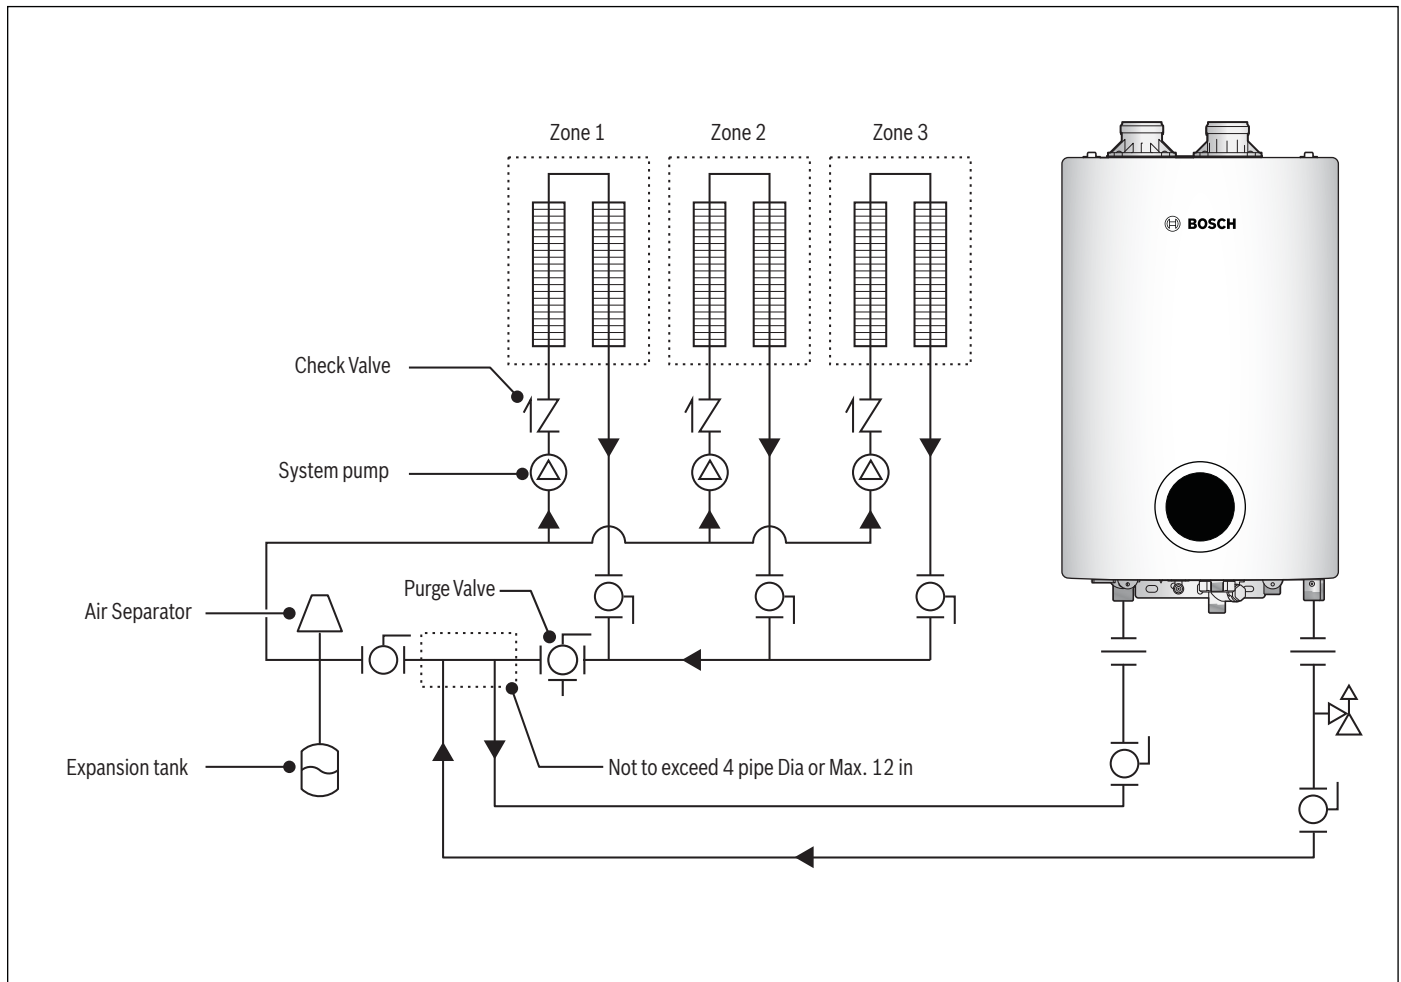 Zone 1
Zone 2
Zone 3
BOSCH
Check Valve
System pump
Purge Valve
Air Separator
Expansion tank
Not to exceed 4 pipe Dia or Max. 12 in